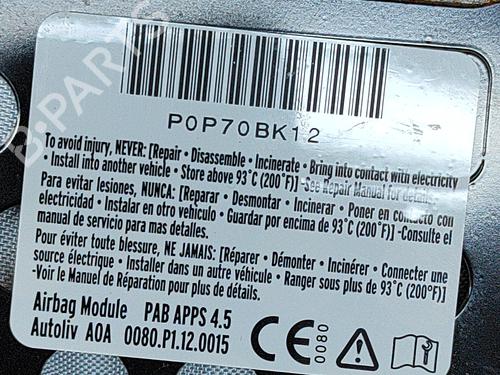 P0P70BK12
To avoid injury, NEVER: [Repair • Disassemble • Incinerate • Bring into contact with electricity
• Install into another vehicle • Store above 93°C (200°F)] -See Repair Manual for details.
Para evitar lesiones, NUNCA: [Reparar • Desmontar • Incinerar • Poner en contacto con
electricidad • Instalar en otro vehículo • Guardar por encima de 93°C (200°F)] -Consulte el
manual de servicio para mas detalles.
Pour éviter toute blessure, NE JAMAIS: [Réparer • Démonter • Incinérer • Connecter une
source électrique • Installer dans un autre véhicule • Ranger sous plus de 93°C (200°F)]
-Voir le Manuel de Réparation pour plus de détails.
Airbag Module PAB APPS 4.5
Autoliv AOA 0080.P1.12.0015
CE 0080
B-PARTS